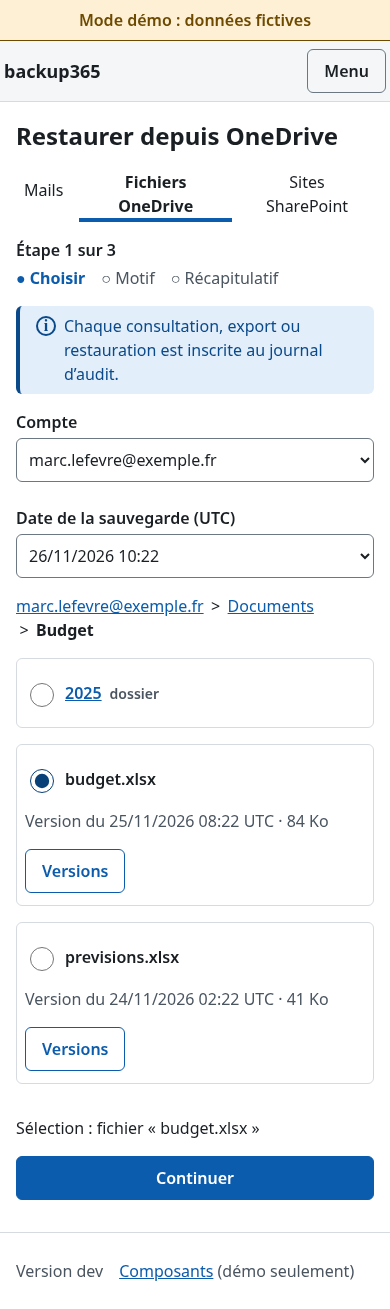 Mode démo : données fictives
backup365
Menu
Restaurer depuis OneDrive
Mails
Fichiers
OneDrive
Sites
SharePoint
Étape 1 sur 3
● Choisir ○ Motif ○ Récapitulatif
Chaque consultation, export ou
restauration est inscrite au journal
d’audit.
Compte
marc.lefevre@exemple.fr
Date de la sauvegarde (UTC)
26/11/2026 10:22
marc.lefevre@exemple.fr > Documents
> Budget
2025 dossier
budget.xlsx
Version du 25/11/2026 08:22 UTC · 84 Ko
Versions
previsions.xlsx
Version du 24/11/2026 02:22 UTC · 41 Ko
Versions
Sélection : fichier « budget.xlsx »
Continuer
Version dev Composants (démo seulement)